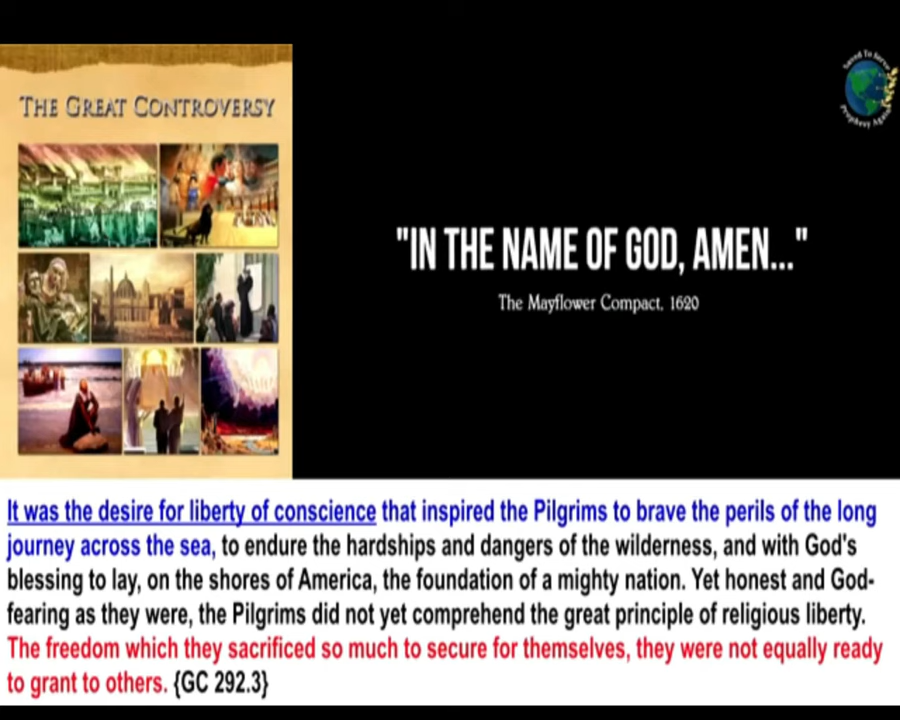 THE GREAT CONTROVERSY
"IN THE NAME OF GOD, AMEN..."
The Mayflower Compact, 1620
Saved To Serve
Prophesy Again
It was the desire for liberty of conscience that inspired the Pilgrims to brave the perils of the long
journey across the sea, to endure the hardships and dangers of the wilderness, and with God's
blessing to lay, on the shores of America, the foundation of a mighty nation. Yet honest and God-
fearing as they were, the Pilgrims did not yet comprehend the great principle of religious liberty.
The freedom which they sacrificed so much to secure for themselves, they were not equally ready
to grant to others. {GC 292.3}